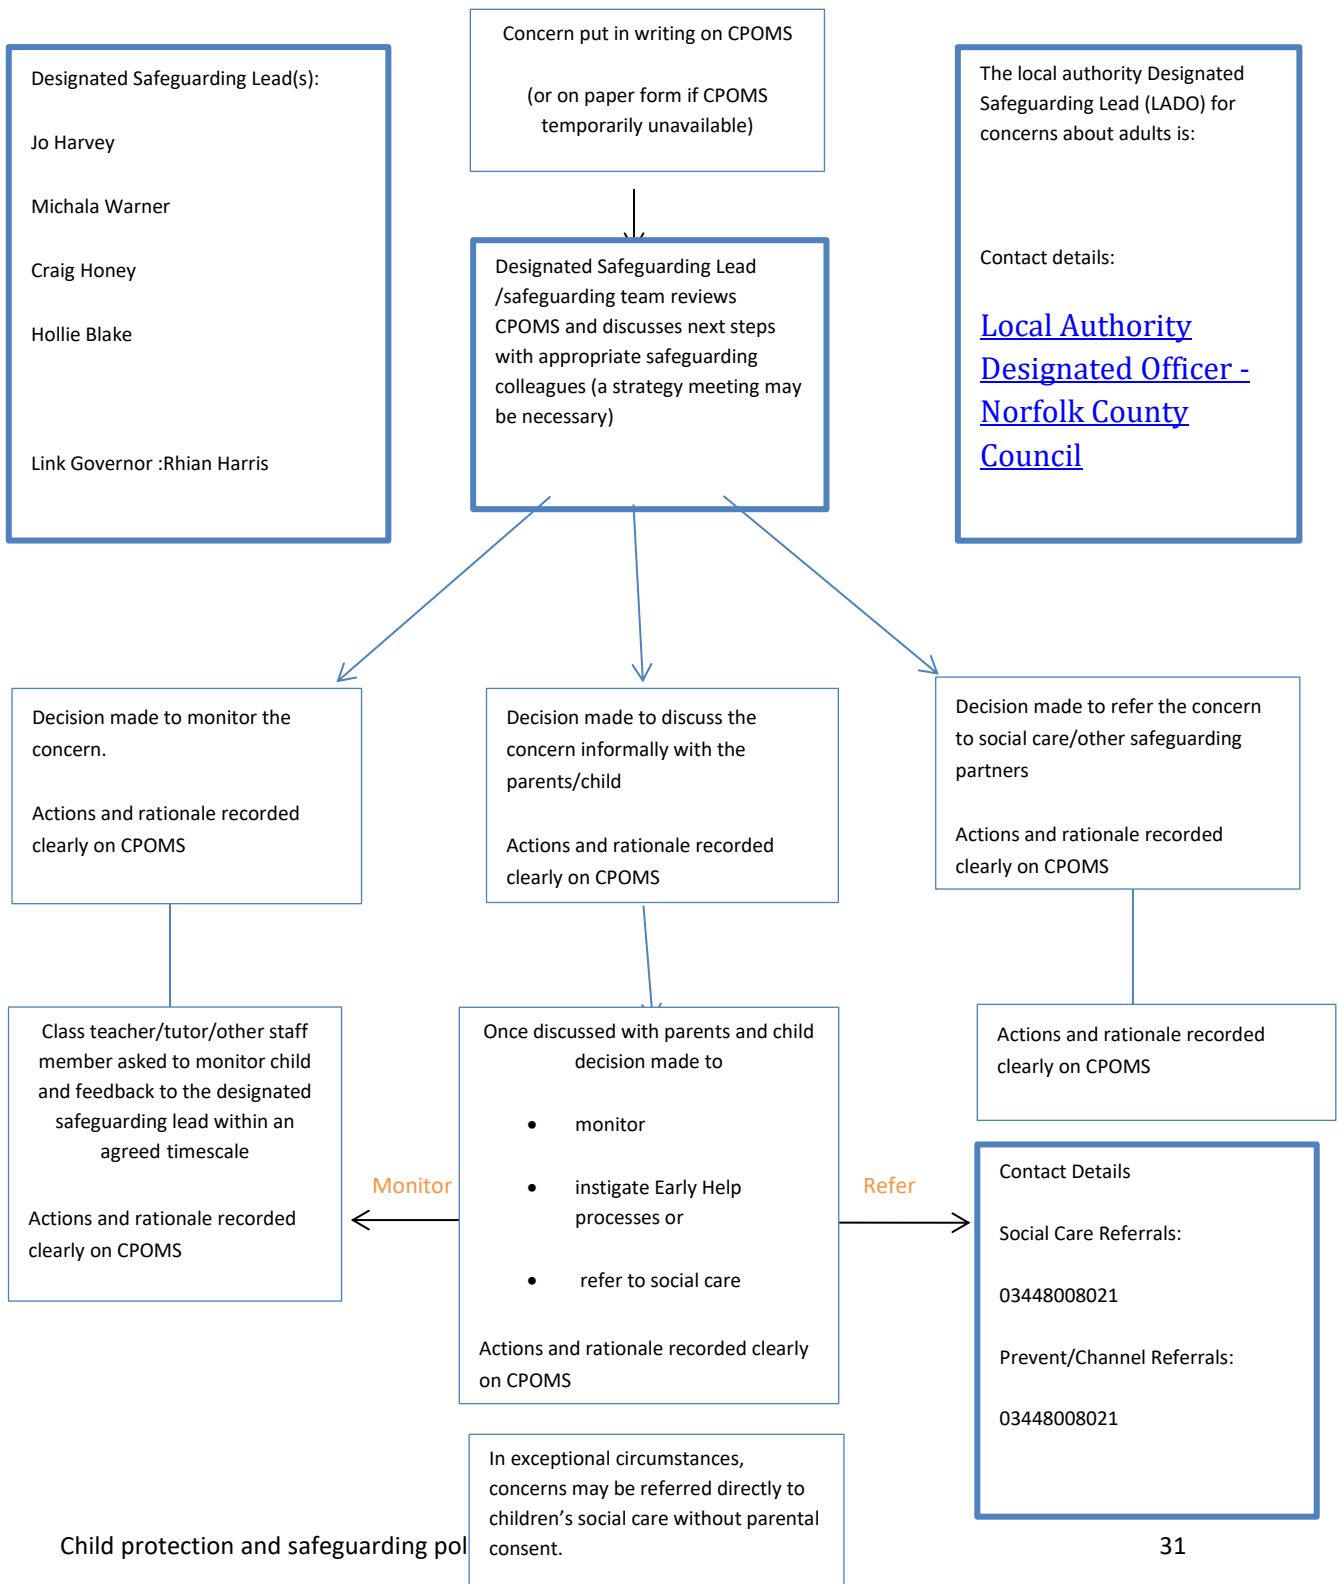 Concern put in writing on CPOMS
(or on paper form if CPOMS
temporarily unavailable)
Designated Safeguarding Lead(s):
Jo Harvey
Michala Warner
Craig Honey
Hollie Blake
Link Governor :Rhian Harris
The local authority Designated
Safeguarding Lead (LADO) for
concerns about adults is:
Contact details:
Local Authority
Designated Officer -
Norfolk County
Council
Designated Safeguarding Lead
/safeguarding team reviews
CPOMS and discusses next steps
with appropriate safeguarding
colleagues (a strategy meeting may
be necessary)
Decision made to monitor the
concern.
Actions and rationale recorded
clearly on CPOMS
Decision made to discuss the
concern informally with the
parents/child
Actions and rationale recorded
clearly on CPOMS
Decision made to refer the concern
to social care/other safeguarding
partners
Actions and rationale recorded
clearly on CPOMS
Class teacher/tutor/other staff
member asked to monitor child
and feedback to the designated
safeguarding lead within an
agreed timescale
Actions and rationale recorded
clearly on CPOMS
Monitor
Once discussed with parents and child
decision made to
• monitor
• instigate Early Help
processes or
• refer to social care
Actions and rationale recorded clearly
on CPOMS
Refer
Actions and rationale recorded
clearly on CPOMS
Contact Details
Social Care Referrals:
03448008021
Prevent/Channel Referrals:
03448008021
In exceptional circumstances,
concerns may be referred directly to
children’s social care without parental
consent.
Child protection and safeguarding pol
31